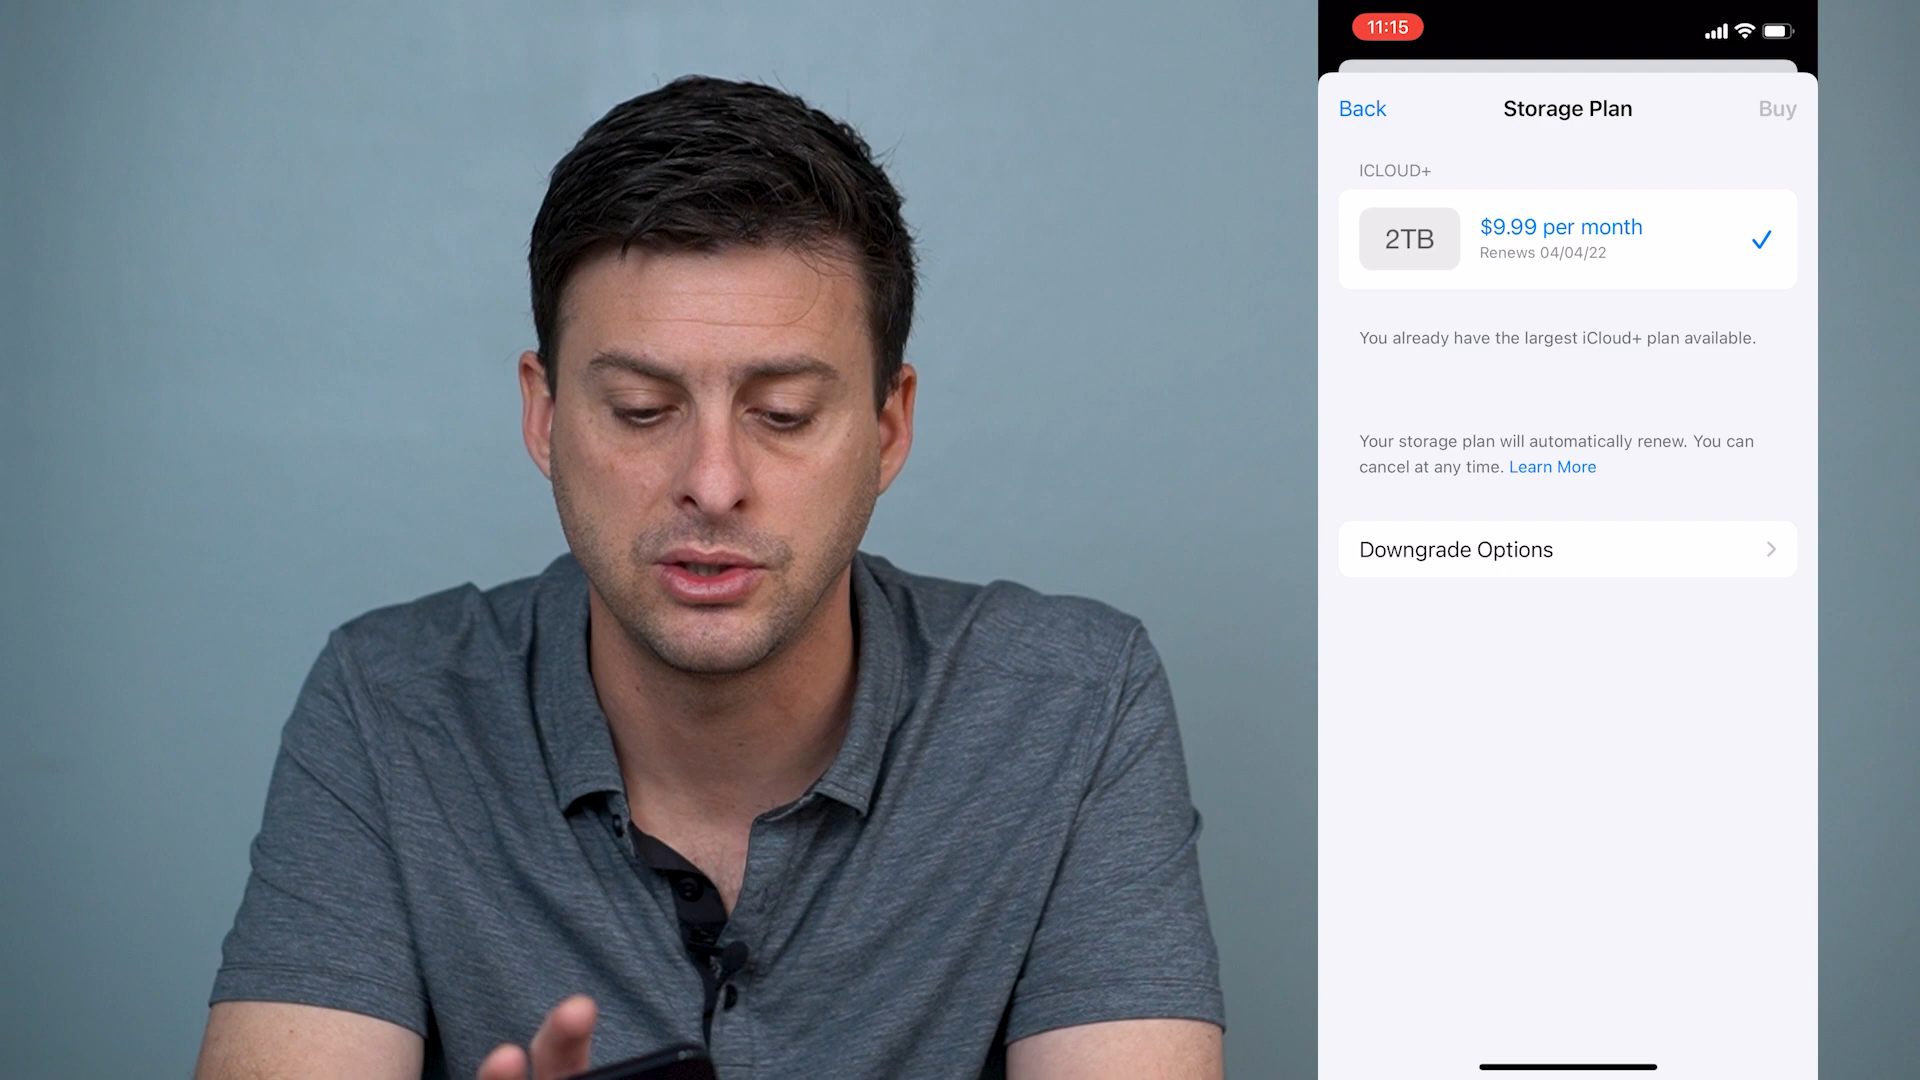 11:15
Back Storage Plan Buy
ICLOUD+
2TB
$9.99 per month
Renews 04/04/22
You already have the largest iCloud+ plan available.
Your storage plan will automatically renew. You can
cancel at any time. Learn More
Downgrade Options